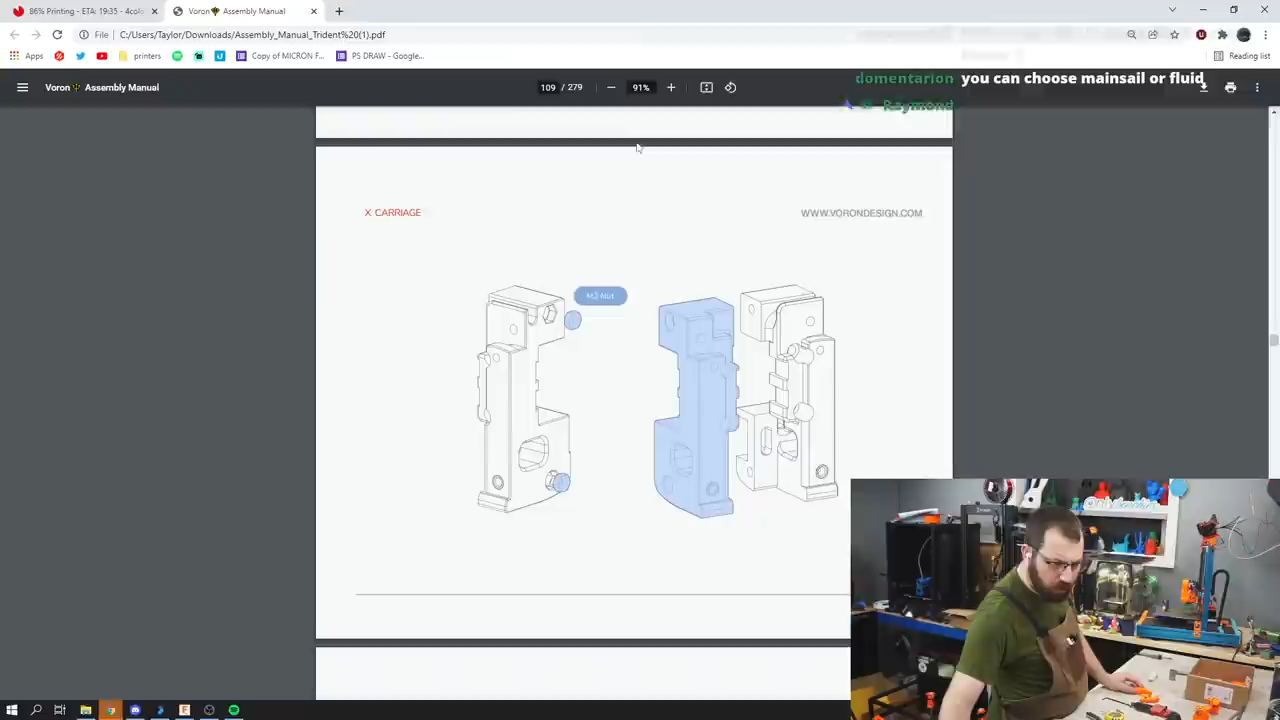 86% Printing - ETA: 19:35 - 4colo
Voron Assembly Manual
File
C:/Users/Taylor/Downloads/Assembly_Manual_Trident%20(1).pdf
Apps
printers
Copy of MICRON F...
PS DRAW - Google...
Reading list
Voron Assembly Manual
109 / 279
91%
domentarion you can choose mainsail or fluid
Raymond
X CARRIAGE
WWW.VORONDESIGN.COM
M3 Nut